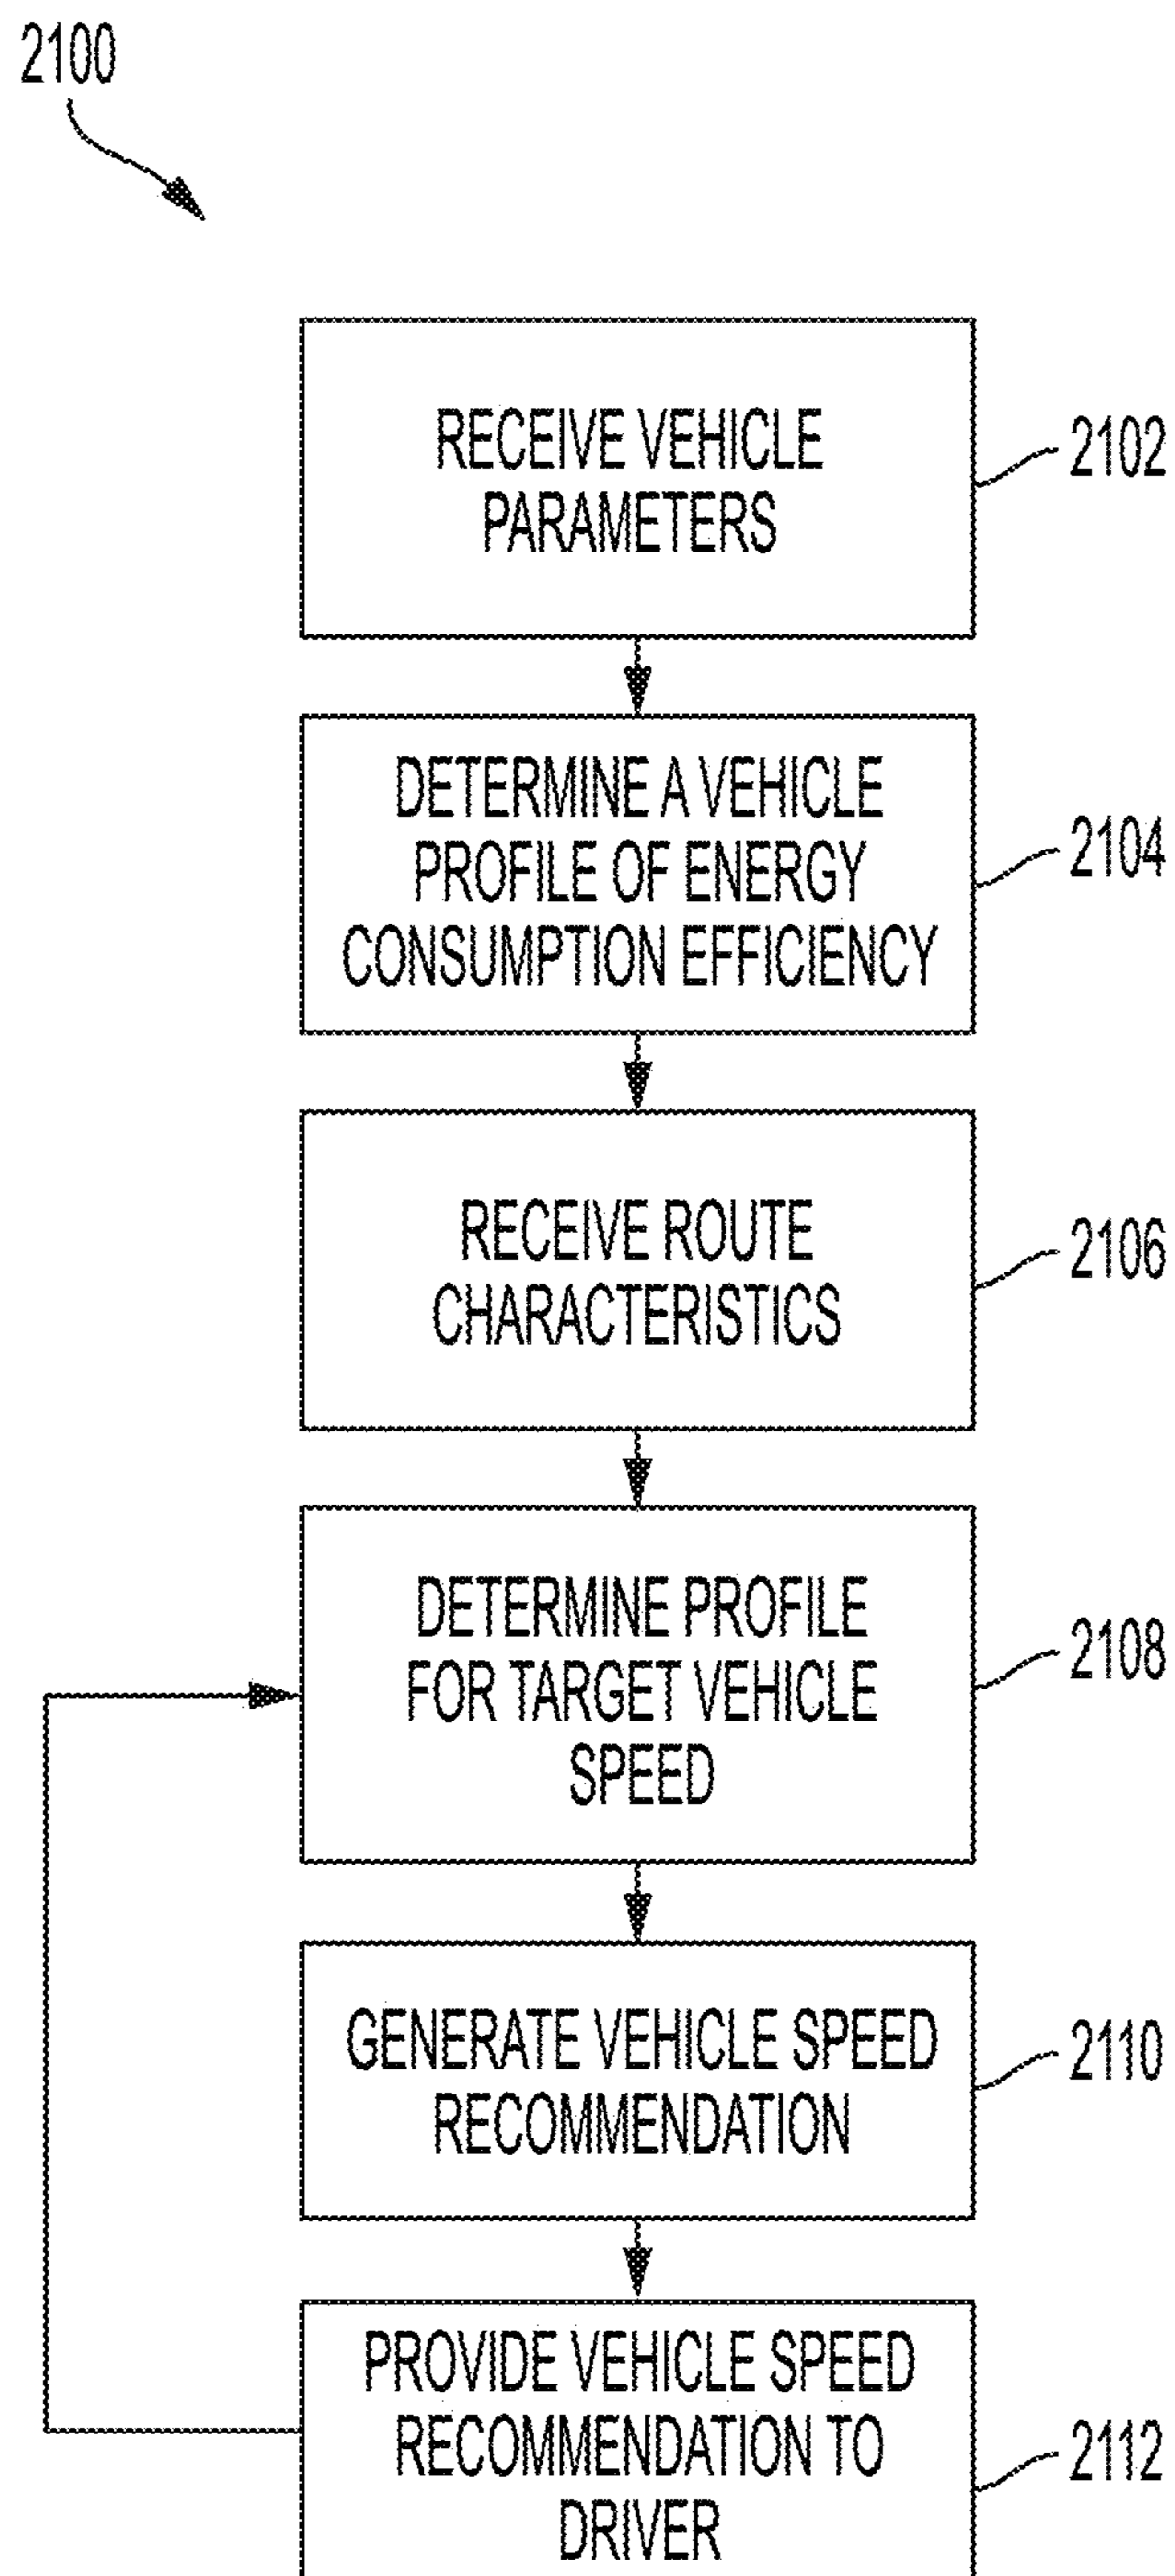 2100
RECEIVE VEHICLE
PARAMETERS
2102
DETERMINE A VEHICLE
PROFILE OF ENERGY
CONSUMPTION EFFICIENCY
2104
RECEIVE ROUTE
CHARACTERISTICS
2106
DETERMINE PROFILE
FOR TARGET VEHICLE
SPEED
2108
GENERATE VEHICLE SPEED
RECOMMENDATION
2110
PROVIDE VEHICLE SPEED
RECOMMENDATION TO
DRIVER
2112